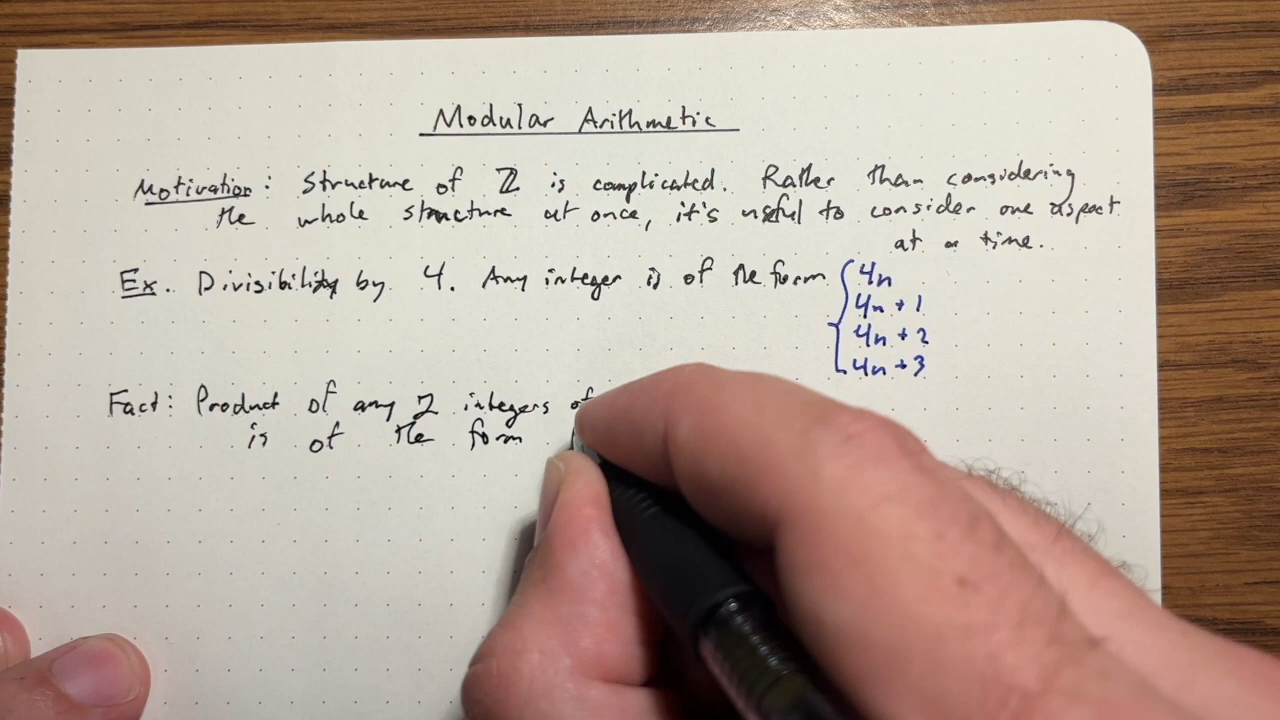 Modular Arithmetic
Motivation: Structure of ℤ is complicated. Rather than considering
the whole structure at once, it's useful to consider one aspect
at a time.
Ex. Divisibility by 4. Any integer is of the form { 4n
4n + 1
4n + 2
4n + 3
Fact: Product of any 2 integers of
is of the form